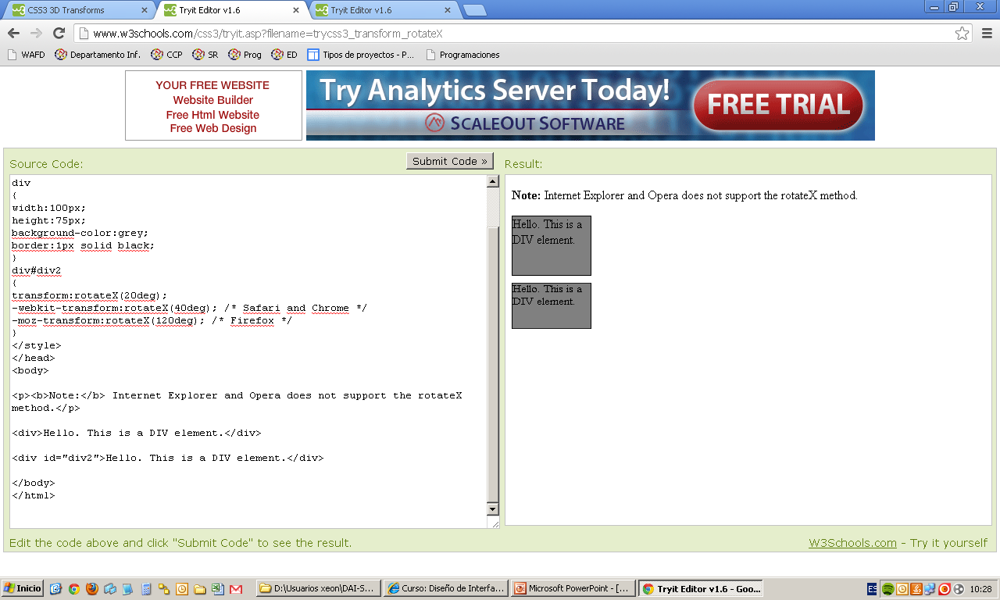 CSS3 3D Transforms
Tryit Editor v1.6
Tryit Editor v1.6
www.w3schools.com/css3/tryit.asp?filename=trycss3_transform_rotateX
WAFD
Departamento Inf.
CCP
SR
Prog
ED
Tipos de proyectos - P...
Programaciones
YOUR FREE WEBSITE
Website Builder
Free Html Website
Free Web Design
Try Analytics Server Today!
SCALEOUT SOFTWARE
FREE TRIAL
Source Code:
Submit Code »
Result:
div
{
width:100px;
height:75px;
background-color:grey;
border:1px solid black;
}
div#div2
{
transform:rotateX(20deg);
-webkit-transform:rotateX(40deg); /* Safari and Chrome */
-moz-transform:rotateX(120deg); /* Firefox */
}
</style>
</head>
<body>
<p><b>Note:</b> Internet Explorer and Opera does not support the rotateX
method.</p>
<div>Hello. This is a DIV element.</div>
<div id="div2">Hello. This is a DIV element.</div>
</body>
</html>
Note: Internet Explorer and Opera does not support the rotateX method.
Hello. This is a
DIV element.
Hello. This is a
DIV element.
Edit the code above and click "Submit Code" to see the result.
W3Schools.com - Try it yourself
Inicio
D:\Usuarios xeon\DAI-S...
Curso: Diseño de Interfa...
Microsoft PowerPoint - [...
Tryit Editor v1.6 - Goo...
ES
10:28